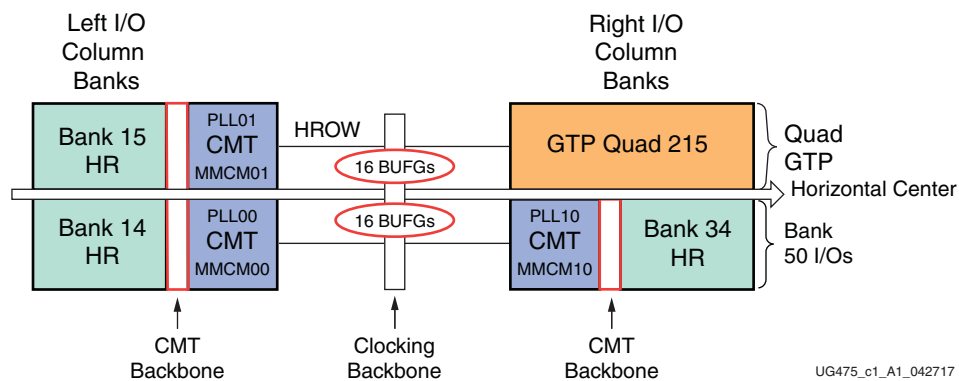 Left I/O
Column
Banks
Right I/O
Column
Banks
Bank 15
HR
PLL01
CMT
MMCM01
HROW
16 BUFGs
GTP Quad 215
Quad
GTP
Horizontal Center
Bank 14
HR
PLL00
CMT
MMCM00
16 BUFGs
PLL10
CMT
MMCM10
Bank 34
HR
Bank
50 I/Os
CMT
Backbone
Clocking
Backbone
CMT
Backbone
UG475_c1_A1_042717